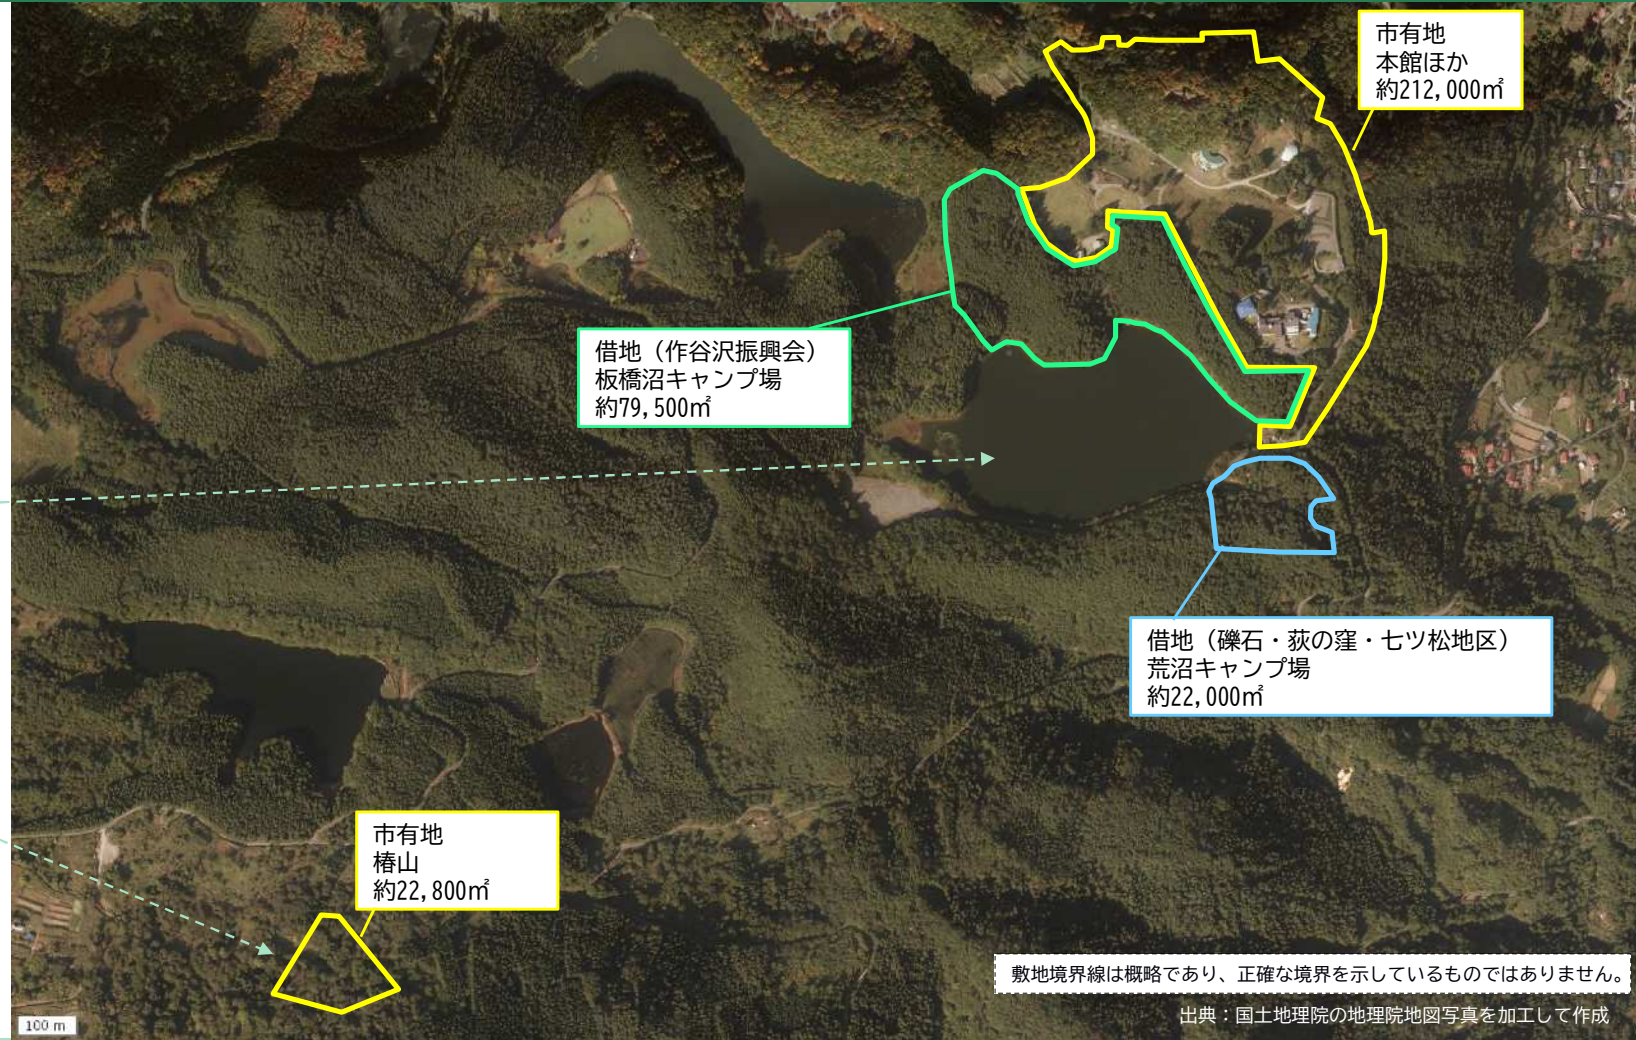 市有地
本館ほか
約212,000㎡
借地（作谷沢振興会）
板橋沼キャンプ場
約79,500㎡
借地（礫石・荻の窪・七ツ松地区）
荒沼キャンプ場
約22,000㎡
市有地
椿山
約22,800㎡
敷地境界線は概略であり、正確な境界を示しているものではありません。
出典：国土地理院の地理院地図写真を加工して作成
100 m